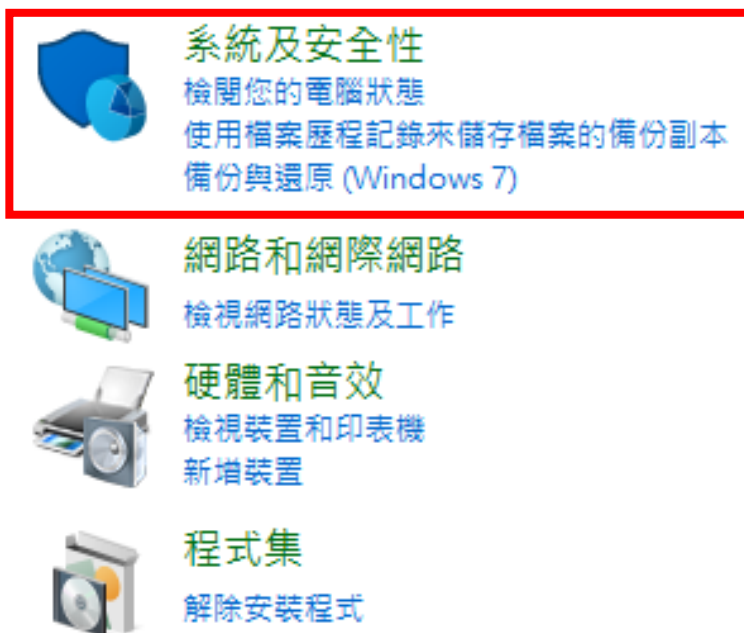 系統及安全性
檢閱您的電腦狀態
使用檔案歷程記錄來儲存檔案的備份副本
備份與還原 (Windows 7)
網路和網際網路
檢視網路狀態及工作
硬體和音效
檢視裝置和印表機
新增裝置
程式集
解除安裝程式